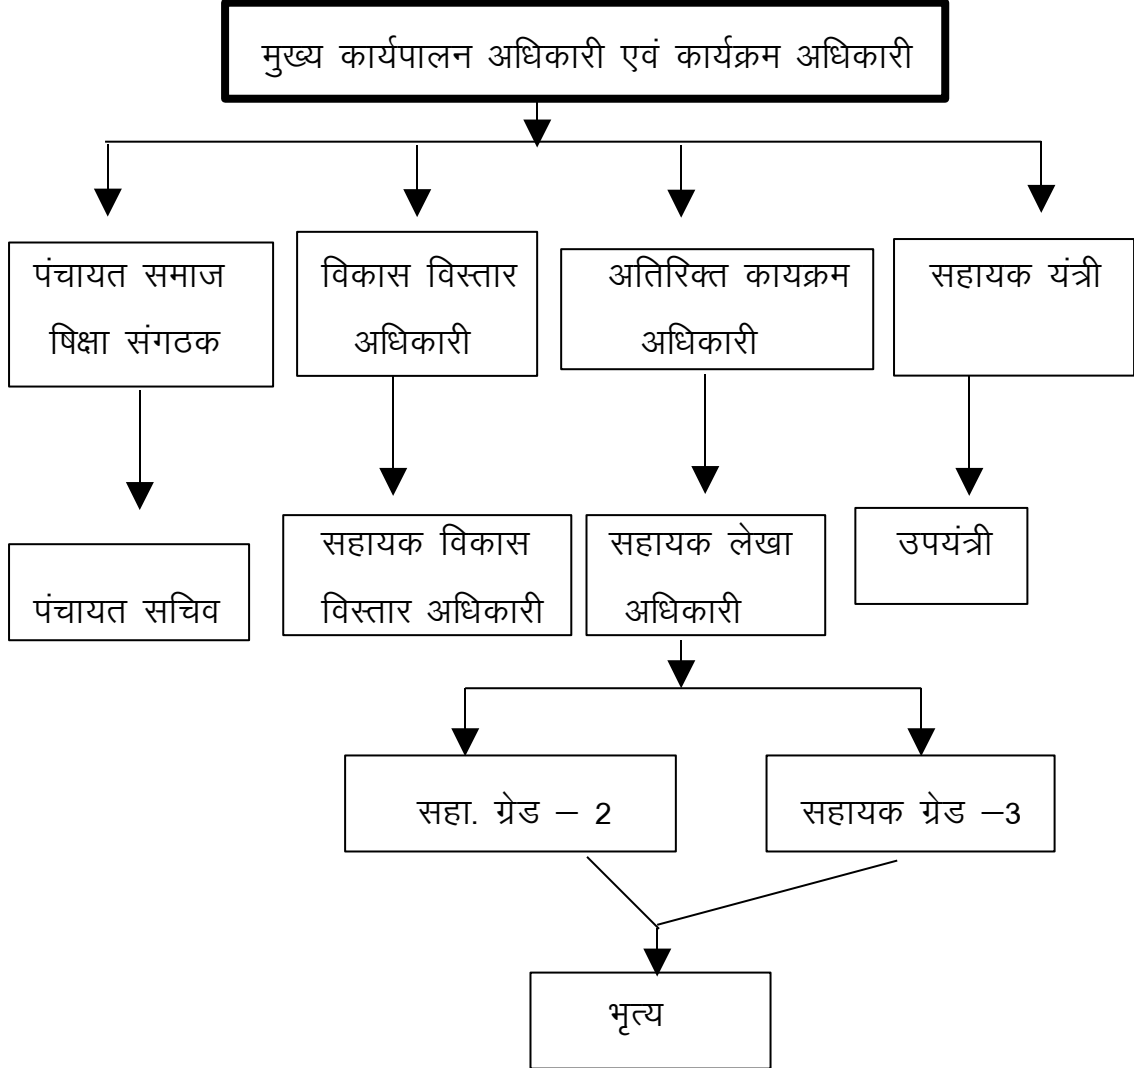 मुख्य कार्यपालन अधिकारी एवं कार्यक्रम अधिकारी
पंचायत समाज
षिक्षा संगठक
विकास विस्तार
अधिकारी
अतिरिक्त कायक्रम
अधिकारी
सहायक यंत्री
पंचायत सचिव
सहायक विकास
विस्तार अधिकारी
सहायक लेखा
अधिकारी
उपयंत्री
सहा. ग्रेड – 2
सहायक ग्रेड –3
भृत्य